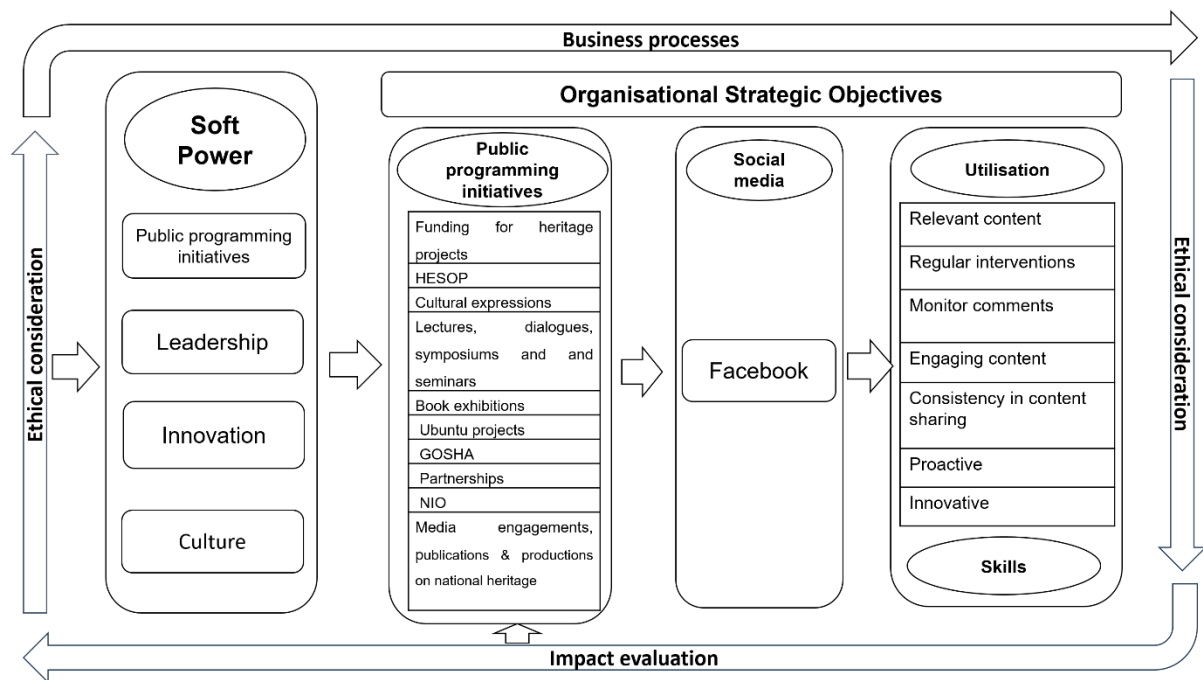 Business processes
Ethical consideration
Soft
Power
Public programming
initiatives
Leadership
Innovation
Culture
Organisational Strategic Objectives
Public
programming
initiatives
Funding for heritage
projects
HESOP
Cultural expressions
Lectures, dialogues,
symposiums and and
seminars
Book exhibitions
Ubuntu projects
GOSHA
Partnerships
NIO
Media engagements,
publications & productions
on national heritage
Social
media
Facebook
Utilisation
Relevant content
Regular interventions
Monitor comments
Engaging content
Consistency in content
sharing
Proactive
Innovative
Skills
Ethical consideration
Impact evaluation